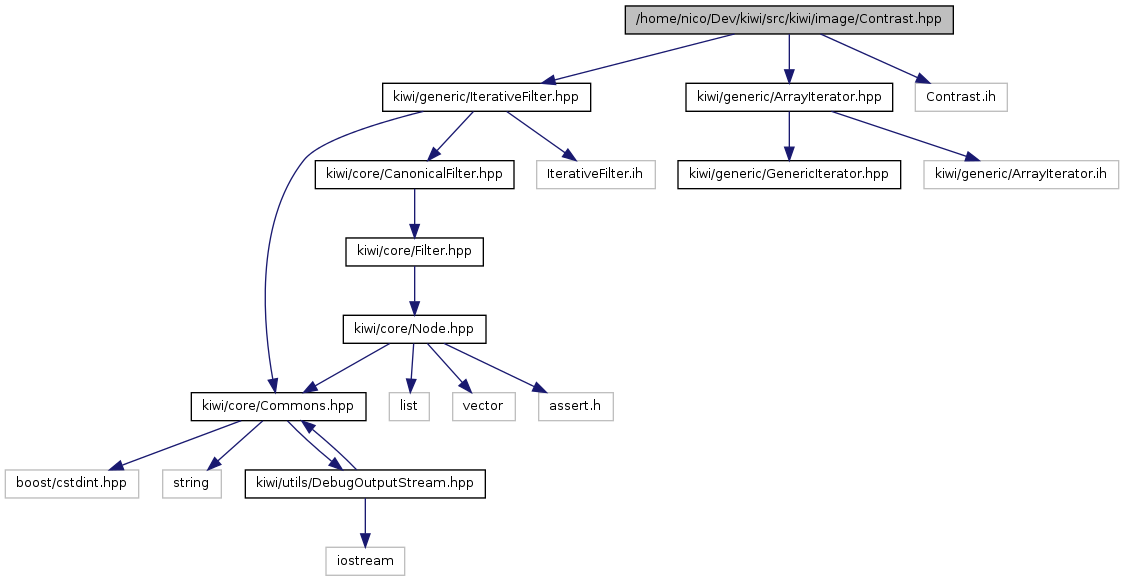 /home/nico/Dev/kiwi/src/kiwi/image/Contrast.hpp
kiwi/generic/IterativeFilter.hpp
kiwi/generic/ArrayIterator.hpp
Contrast.ih
kiwi/core/CanonicalFilter.hpp
IterativeFilter.ih
kiwi/generic/GenericIterator.hpp
kiwi/generic/ArrayIterator.ih
kiwi/core/Filter.hpp
kiwi/core/Node.hpp
kiwi/core/Commons.hpp
list
vector
assert.h
boost/cstdint.hpp
string
kiwi/utils/DebugOutputStream.hpp
iostream